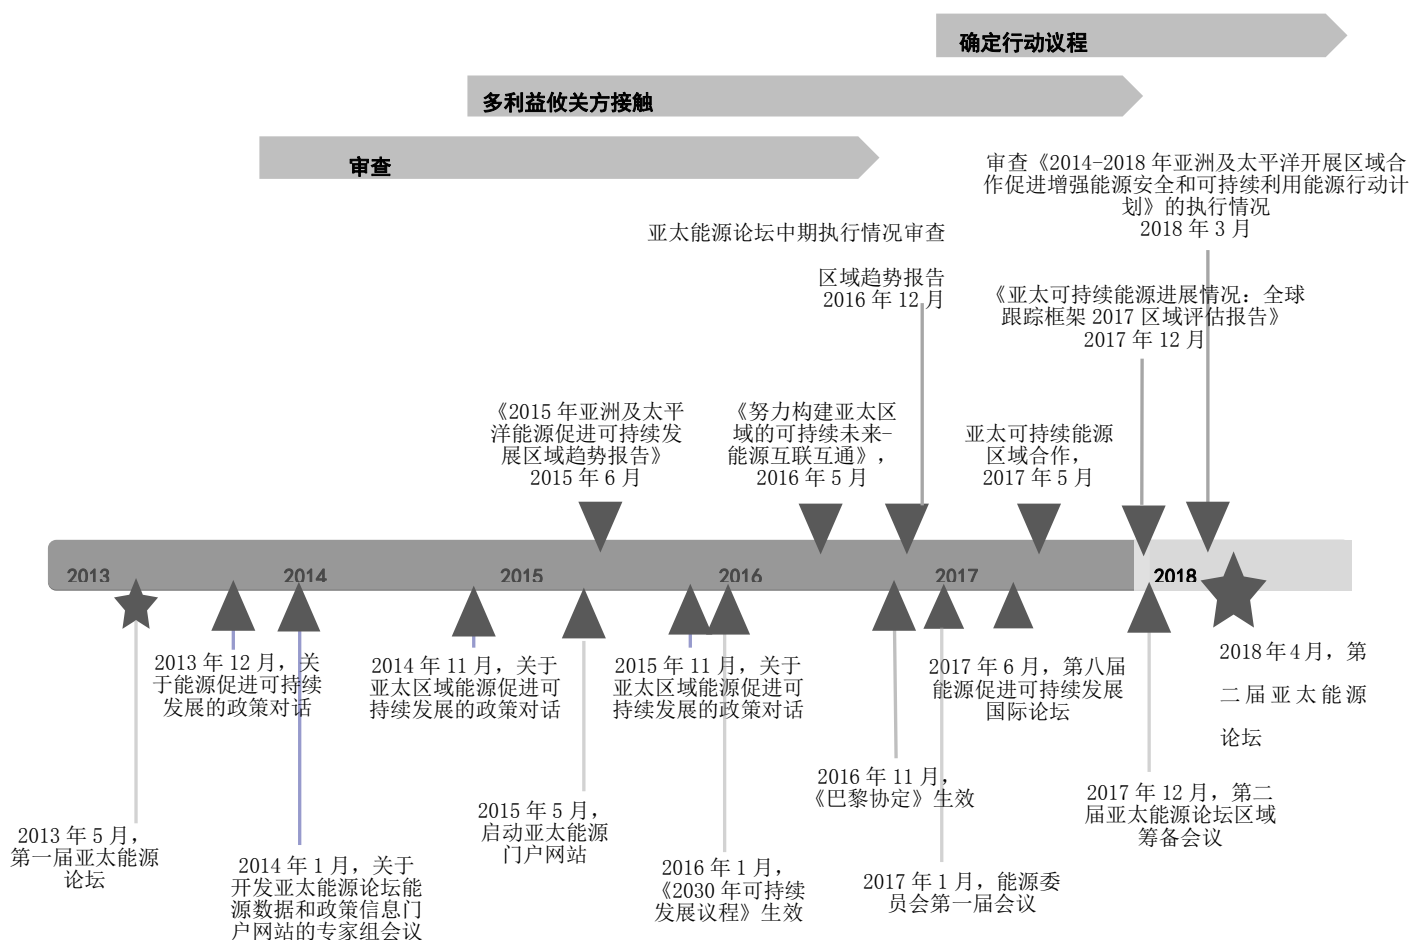 确定行动议程
多利益攸关方接触
审查
审查《2014-2018 年亚洲及太平洋开展区域合
作促进增强能源安全和可持续利用能源行动计
划》的执行情况
2018 年 3 月
亚太能源论坛中期执行情况审查
区域趋势报告
2016 年 12 月
《亚太可持续能源进展情况：全球
跟踪框架 2017 区域评估报告》
2017 年 12 月
《2015 年亚洲及太平
洋能源促进可持续发
展区域趋势报告》
2015 年 6 月
《努力构建亚太区
域的可持续未来-
能源互联互通》，
2016 年 5 月
亚太可持续能源
区域合作，
2017 年 5 月
2013
2014
2015
2016
2017
2018
2013 年 12 月，关
于能源促进可持续
发展的政策对话
2014 年 11 月，关于
亚太区域能源促进可
持续发展的政策对话
2015 年 11 月，关于
亚太区域能源促进可
持续发展的政策对话
2017 年 6 月，第八届
能源促进可持续发展
国际论坛
2018 年 4 月，第
二届亚太能源
论坛
2016 年 11 月，
《巴黎协定》生效
2017 年 12 月，第二
届亚太能源论坛区域
筹备会议
2015 年 5 月，
启动亚太能源
门户网站
2013 年 5 月，
第一届亚太能源
论坛
2014 年 1 月，关于
开发亚太能源论坛能
源数据和政策信息门
户网站的专家组会议
2016 年 1 月，
《2030 年可持续
发展议程》生效
2017 年 1 月，能源委
员会第一届会议